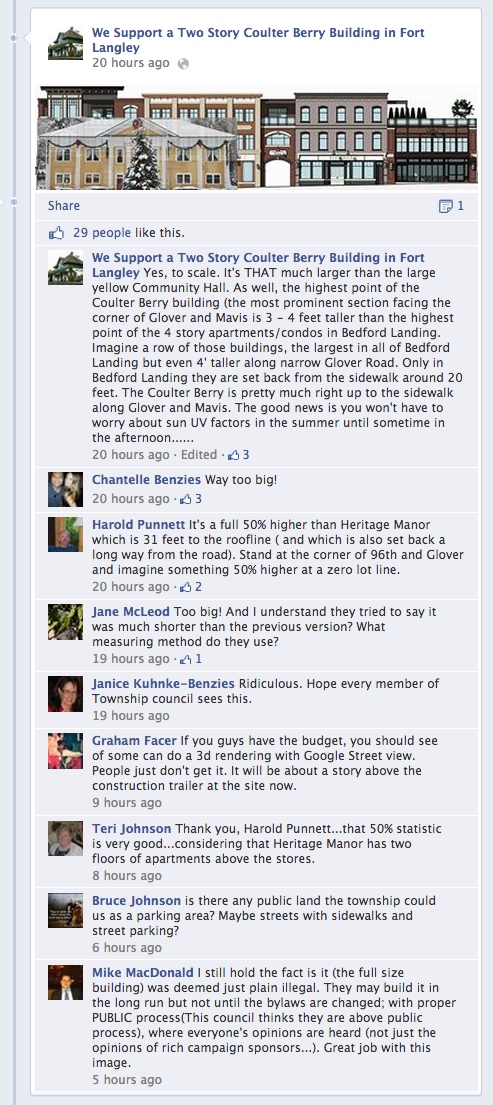 We Support a Two Story Coulter Berry Building in Fort
Langley
20 hours ago
Share
1
29 people like this.
We Support a Two Story Coulter Berry Building in Fort
Langley Yes, to scale. It's THAT much larger than the large
yellow Community Hall. As well, the highest point of the
Coulter Berry building (the most prominent section facing the
corner of Glover and Mavis is 3 - 4 feet taller than the highest
point of the 4 story apartments/condos in Bedford Landing.
Imagine a row of those buildings, the largest in all of Bedford
Landing but even 4' taller along narrow Glover Road. Only in
Bedford Landing they are set back from the sidewalk around 20
feet. The Coulter Berry is pretty much right up to the sidewalk
along Glover and Mavis. The good news is you won't have to
worry about sun UV factors in the summer until sometime in
the afternoon......
20 hours ago · Edited · 3
Chantelle Benzies Way too big!
20 hours ago · 3
Harold Punnett It's a full 50% higher than Heritage Manor
which is 31 feet to the roofline ( and which is also set back a
long way from the road). Stand at the corner of 96th and Glover
and imagine something 50% higher at a zero lot line.
20 hours ago · 2
Jane McLeod Too big! And I understand they tried to say it
was much shorter than the previous version? What
measuring method do they use?
19 hours ago · 1
Janice Kuhnke-Benzies Ridiculous. Hope every member of
Township council sees this.
19 hours ago
Graham Facer If you guys have the budget, you should see
of some can do a 3d rendering with Google Street view.
People just don't get it. It will be about a story above the
construction trailer at the site now.
9 hours ago
Teri Johnson Thank you, Harold Punnett...that 50% statistic
is very good...considering that Heritage Manor has two
floors of apartments above the stores.
8 hours ago
Bruce Johnson is there any public land the township could
us as a parking area? Maybe streets with sidewalks and
street parking?
6 hours ago
Mike MacDonald I still hold the fact is it (the full size
building) was deemed just plain illegal. They may build it in
the long run but not until the bylaws are changed; with proper
PUBLIC process(This council thinks they are above public
process), where everyone's opinions are heard (not just the
opinions of rich campaign sponsors...). Great job with this
image.
5 hours ago